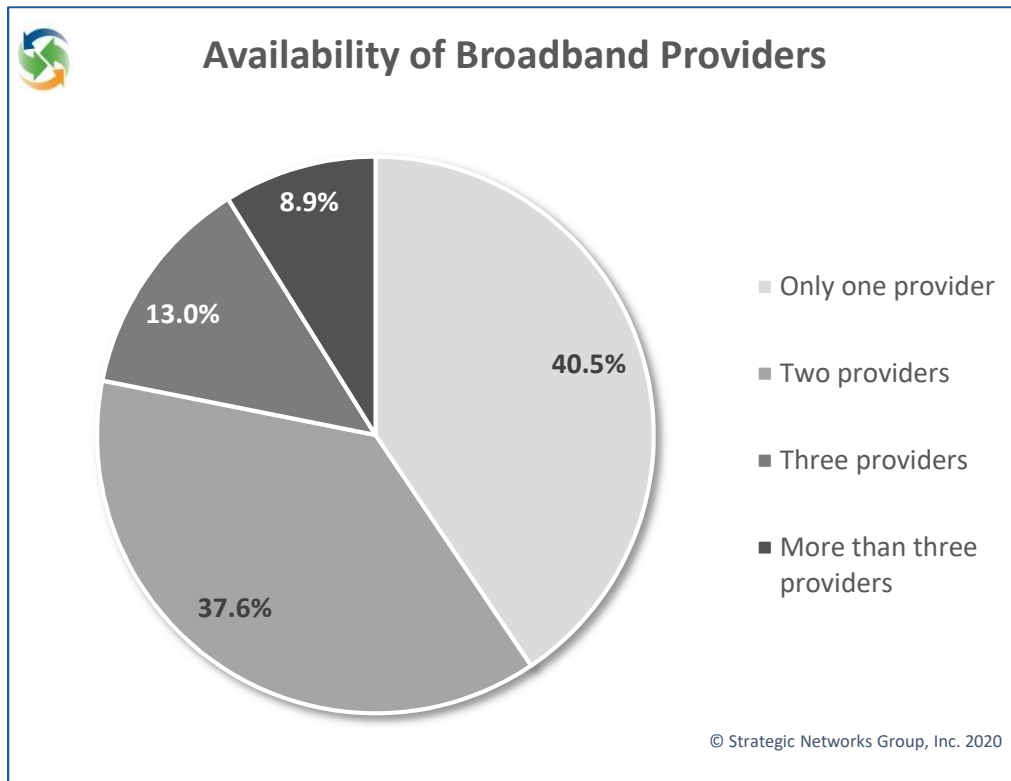 Availability of Broadband Providers
8.9%
13.0%
40.5%
37.6%
Only one provider
Two providers
Three providers
More than three
providers
© Strategic Networks Group, Inc. 2020